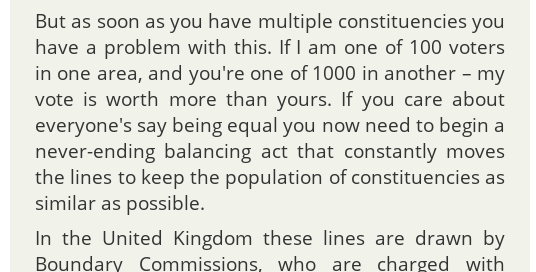 But as soon as you have multiple constituencies you
have a problem with this. If I am one of 100 voters
in one area, and you're one of 1000 in another – my
vote is worth more than yours. If you care about
everyone's say being equal you now need to begin a
never-ending balancing act that constantly moves
the lines to keep the population of constituencies as
similar as possible.
In the United Kingdom these lines are drawn by
Boundary Commissions, who are charged with